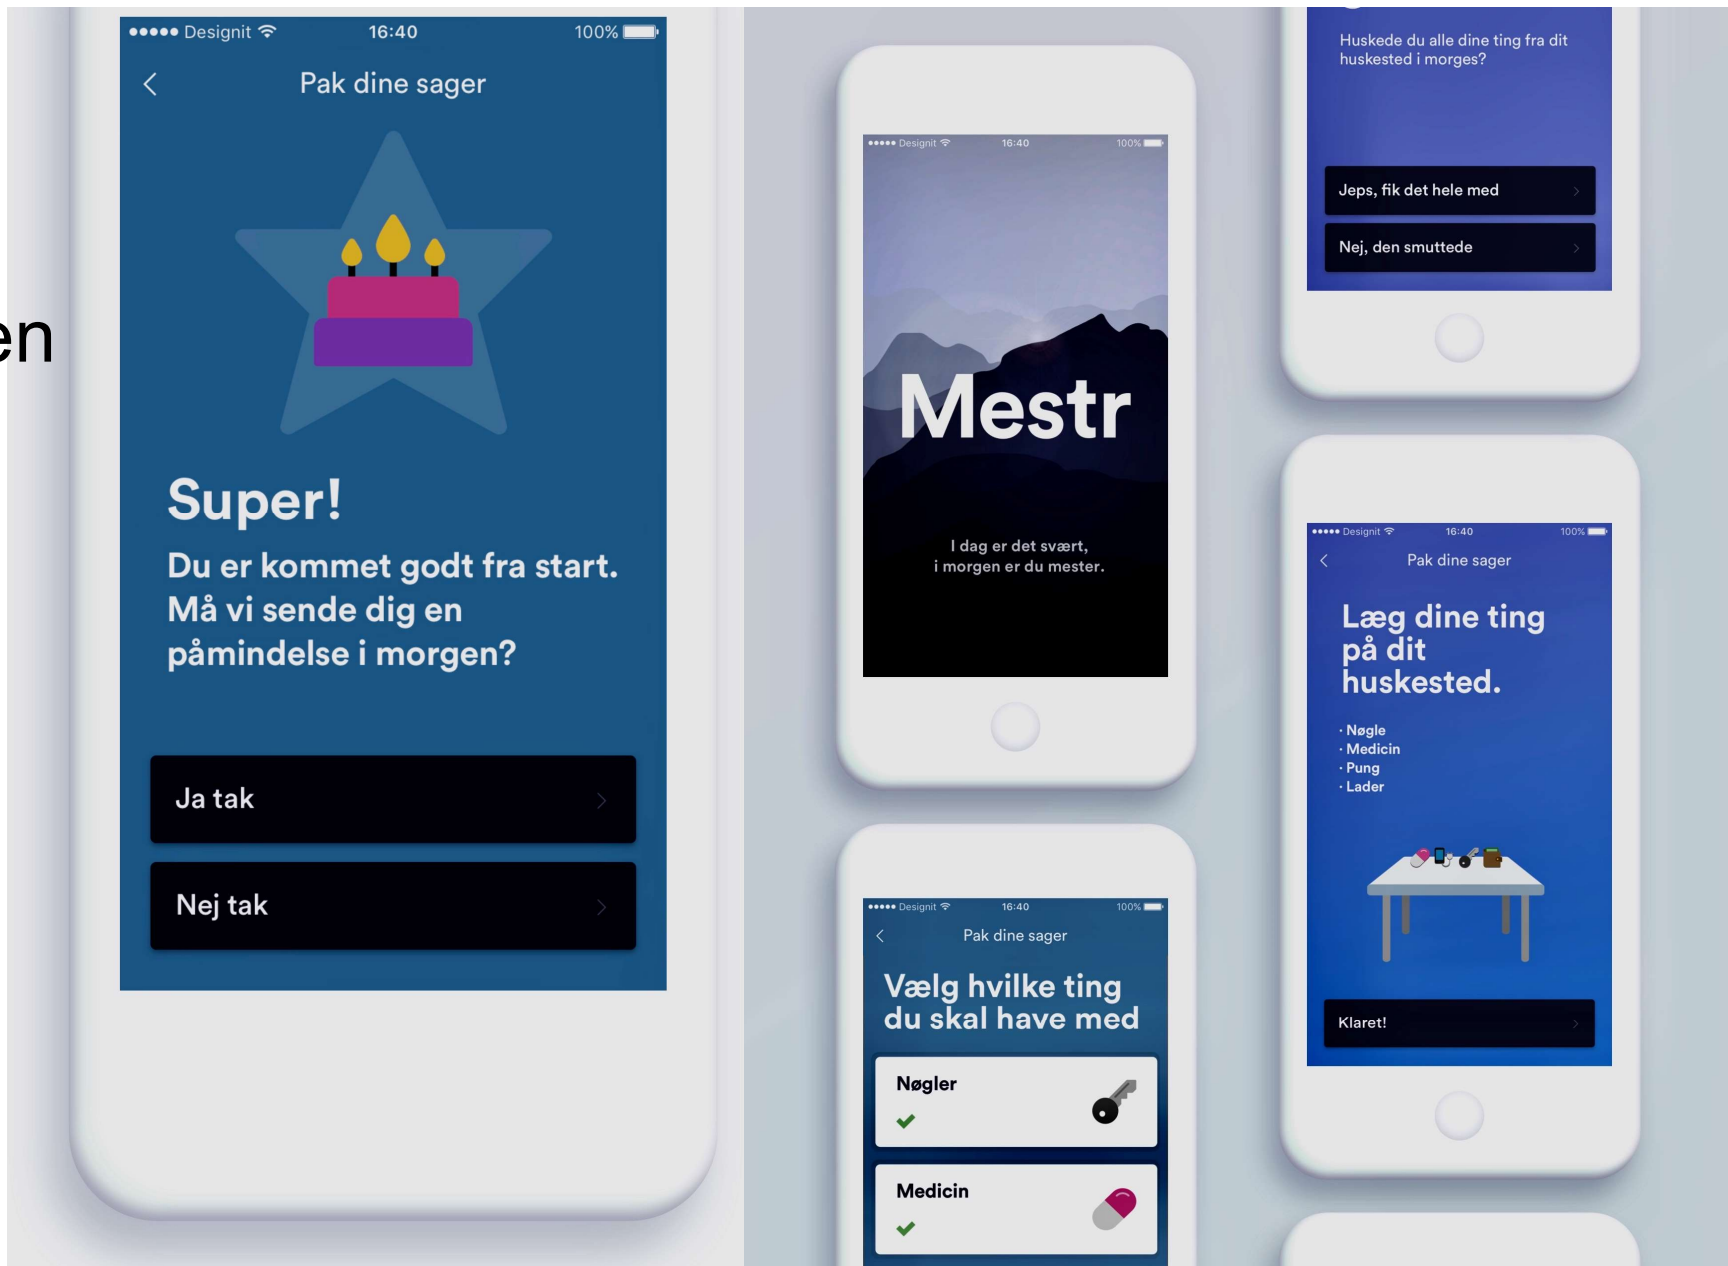 en
Designit 16:40 100%
Pak dine sager
Super!
Du er kommet godt fra start.
Må vi sende dig en
påmindelse i morgen?
Ja tak
Nej tak
Designit 16:40 100%
Mestr
I dag er det svært,
i morgen er du mester.
Designit 16:40 100%
Pak dine sager
Vælg hvilke ting
du skal have med
Nøgler
Medicin
Huskede du alle dine ting fra dit
huskested i morges?
Jeps, fik det hele med
Nej, den smuttede
Designit 16:40 100%
Pak dine sager
Læg dine ting
på dit
huskested.
· Nøgle
· Medicin
· Pung
· Lader
Klaret!